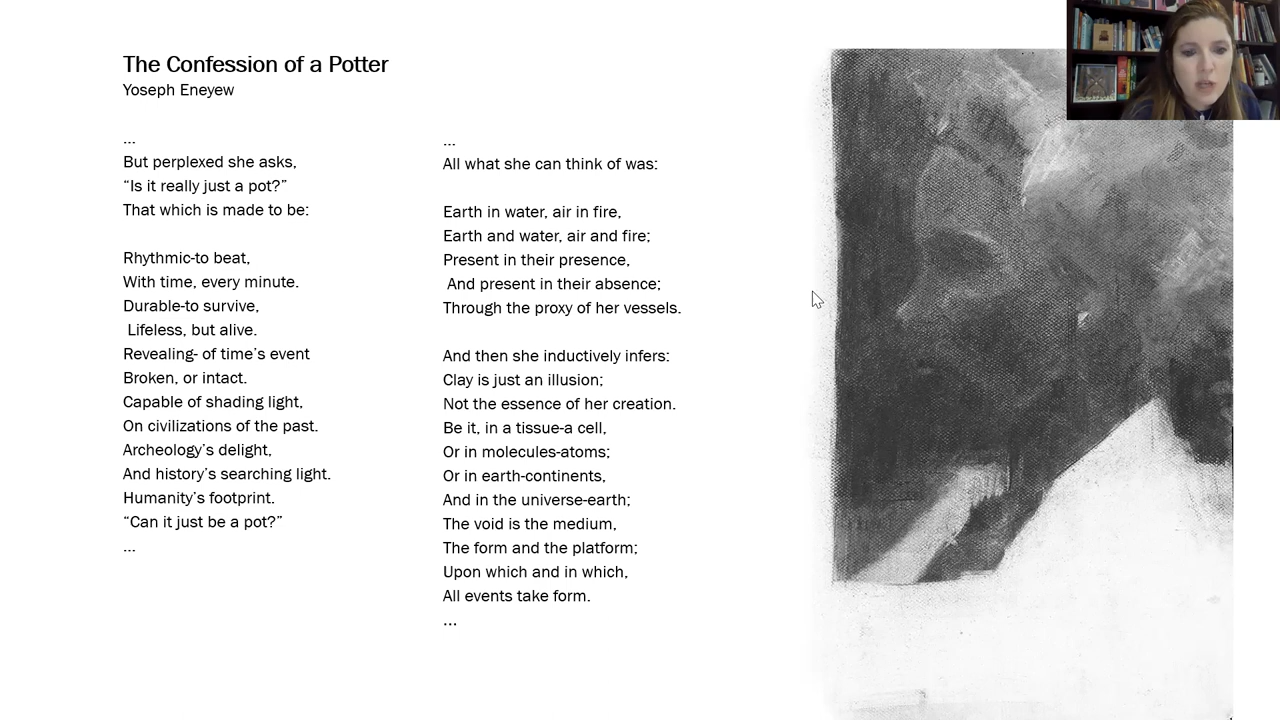 The Confession of a Potter
Yoseph Eneyew
...
But perplexed she asks,
“Is it really just a pot?”
That which is made to be:
Rhythmic-to beat,
With time, every minute.
Durable-to survive,
Lifeless, but alive.
Revealing- of time’s event
Broken, or intact.
Capable of shading light,
On civilizations of the past.
Archeology’s delight,
And history’s searching light.
Humanity’s footprint.
“Can it just be a pot?”
...
...
All what she can think of was:
Earth in water, air in fire,
Earth and water, air and fire;
Present in their presence,
And present in their absence;
Through the proxy of her vessels.
And then she inductively infers:
Clay is just an illusion;
Not the essence of her creation.
Be it, in a tissue-a cell,
Or in molecules-atoms;
Or in earth-continents,
And in the universe-earth;
The void is the medium,
The form and the platform;
Upon which and in which,
All events take form.
...